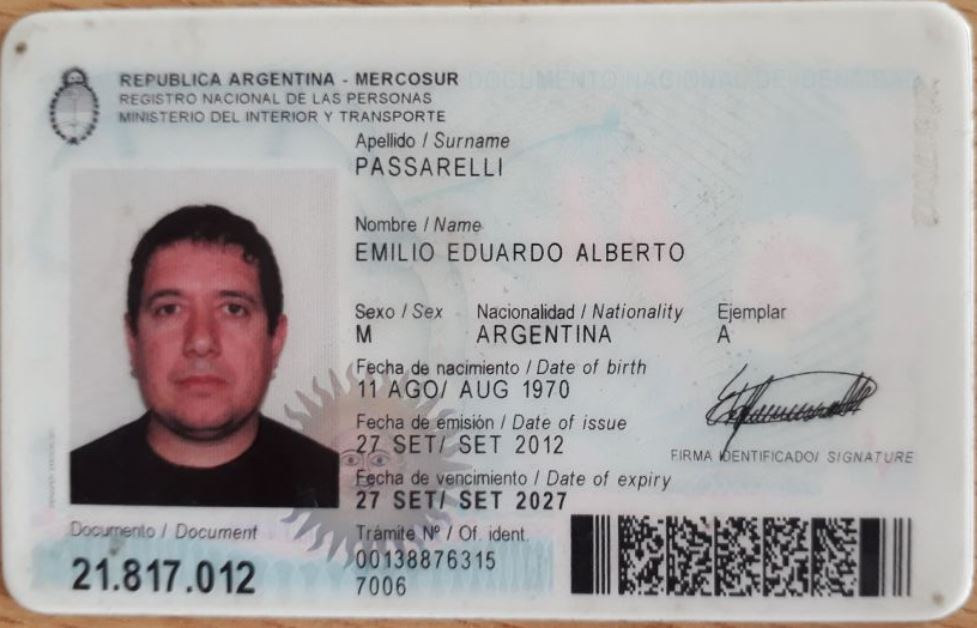 REPUBLICA ARGENTINA - MERCOSUR
REGISTRO NACIONAL DE LAS PERSONAS
MINISTERIO DEL INTERIOR Y TRANSPORTE
DOCUMENTO NACIONAL DE IDENTIDAD
Apellido / Surname
PASSARELLI
Nombre / Name
EMILIO EDUARDO ALBERTO
Sexo / Sex Nacionalidad / Nationality Ejemplar
M ARGENTINA A
Fecha de nacimiento / Date of birth
11 AGO/ AUG 1970
Fecha de emisión / Date of issue
27 SET/ SET 2012
FIRMA IDENTIFICADO/ SIGNATURE
Fecha de vencimiento / Date of expiry
27 SET/ SET 2027
Documento / Document Trámite Nº / Of. ident.
21.817.012 00138876315
7006